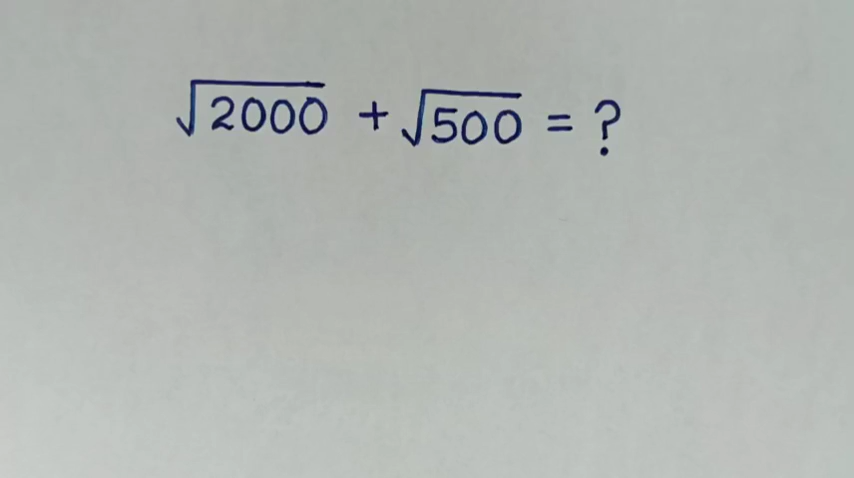 √2000 + √500 = ?